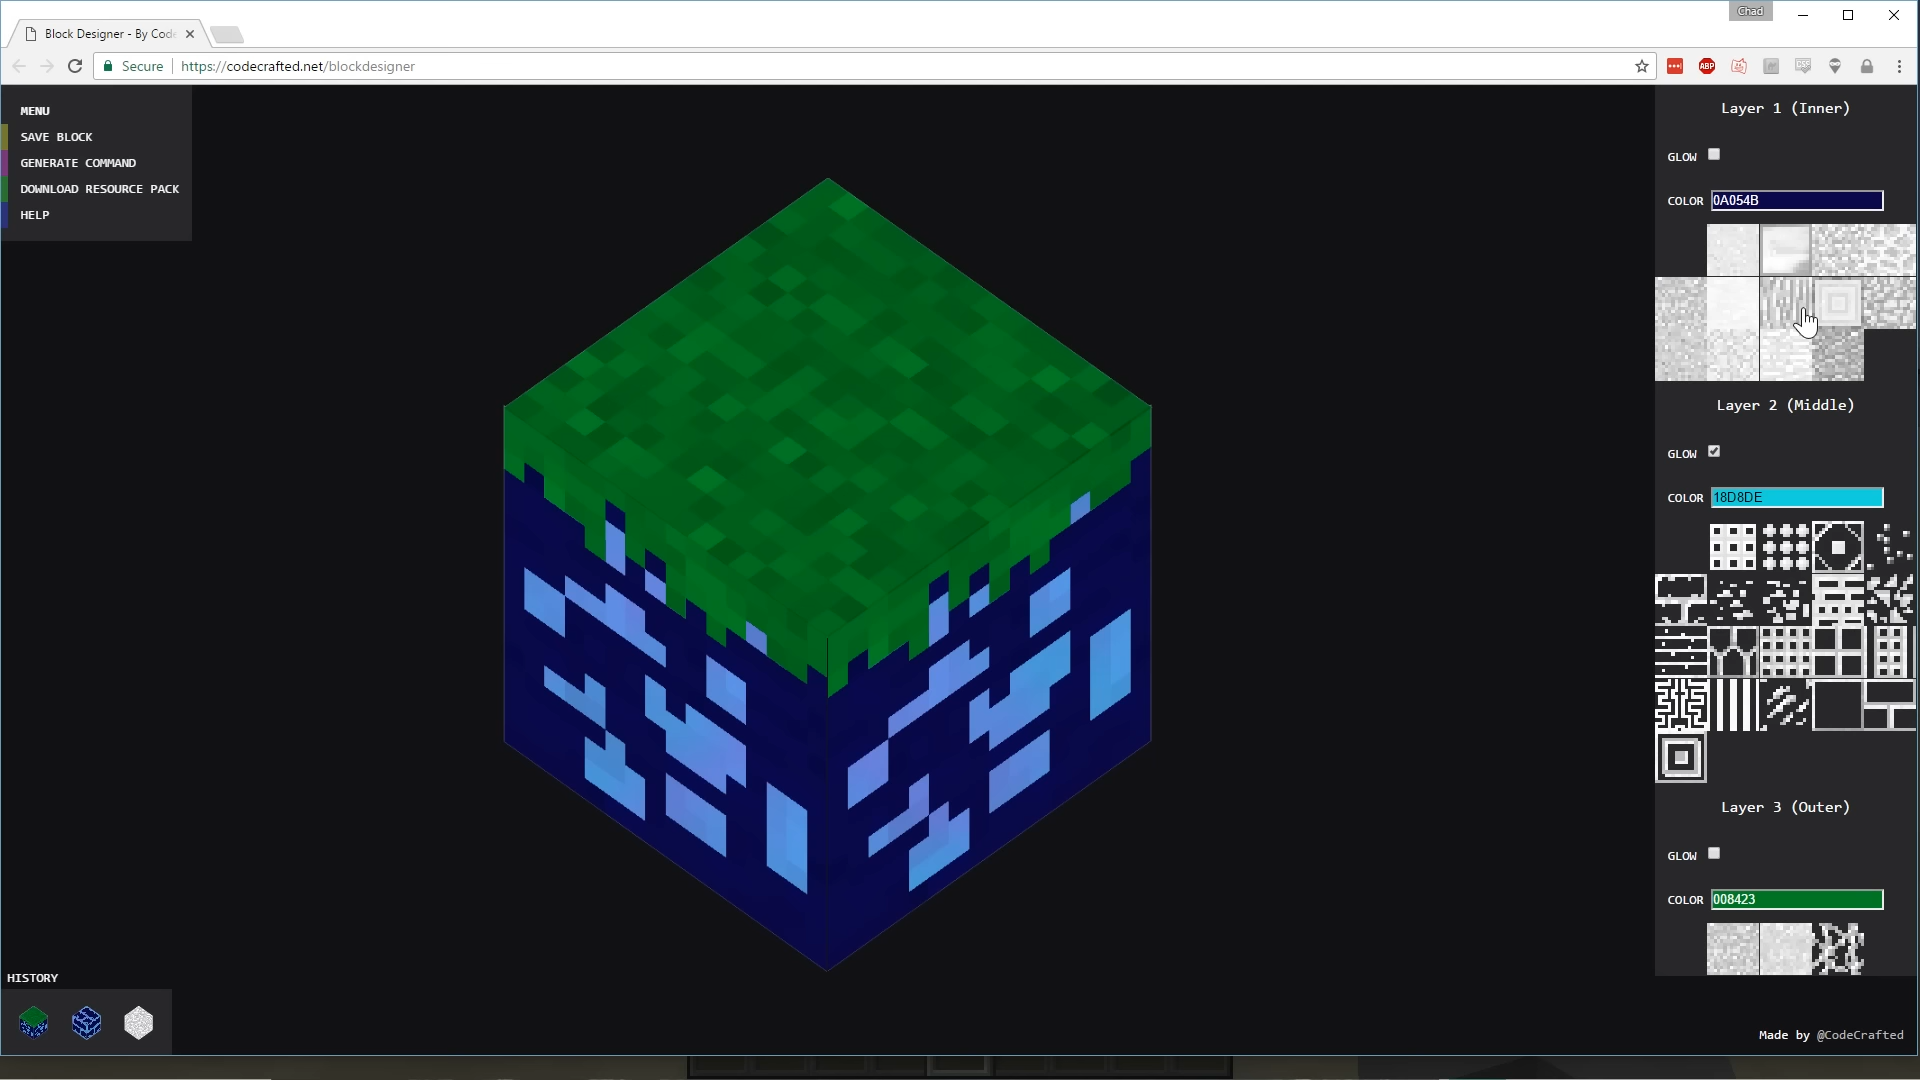 Chad
Block Designer - By Code
Secure
https://codecrafted.net/blockdesigner
ABP
MENU
SAVE BLOCK
GENERATE COMMAND
DOWNLOAD RESOURCE PACK
HELP
Layer 1 (Inner)
GLOW
COLOR 0A054B
Layer 2 (Middle)
GLOW
COLOR 18D8DE
Layer 3 (Outer)
GLOW
COLOR 008423
HISTORY
Made by @CodeCrafted